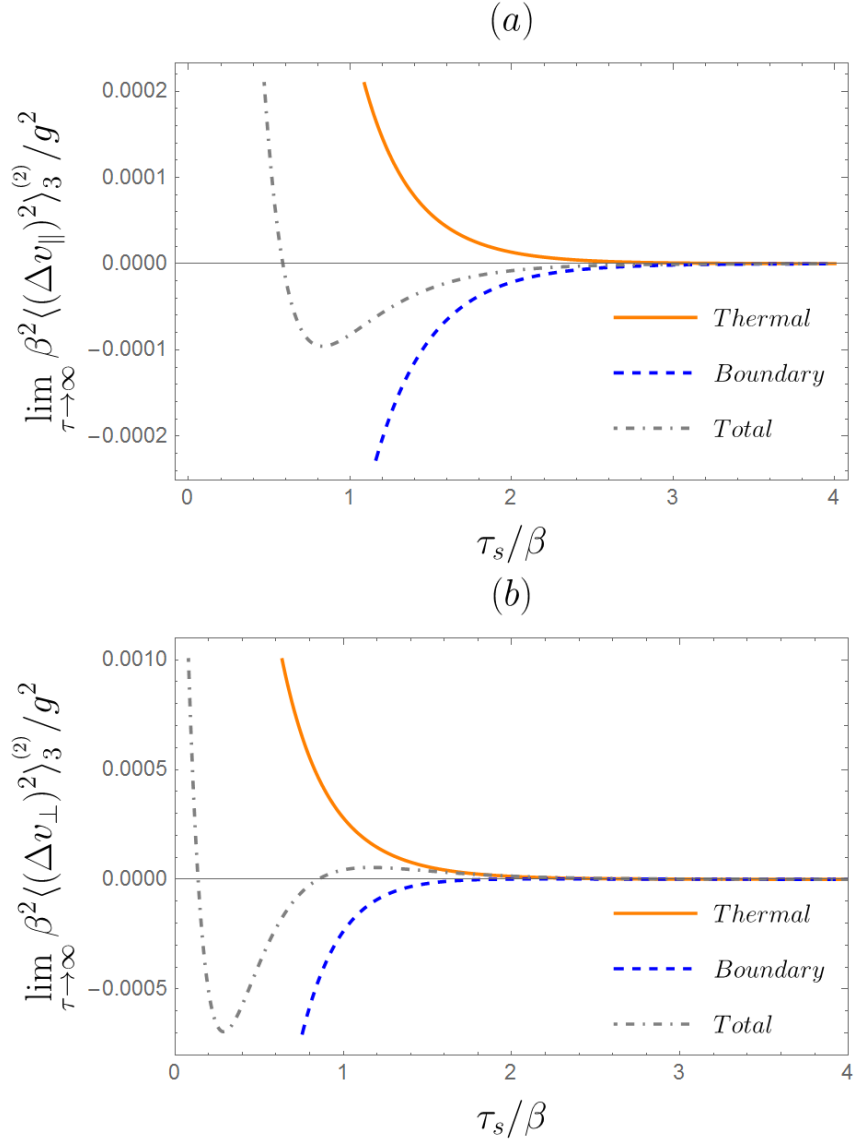 (a)
lim τ→∞ β²⟨(Δv∥)²⟩₃⁽²⁾/g²
0.0002
0.0001
0.0000
−0.0001
−0.0002
Thermal
Boundary
Total
0 1 2 3 4
τₛ/β
(b)
lim τ→∞ β²⟨(Δv⊥)²⟩₃⁽²⁾/g²
0.0010
0.0005
0.0000
−0.0005
Thermal
Boundary
Total
0 1 2 3 4
τₛ/β